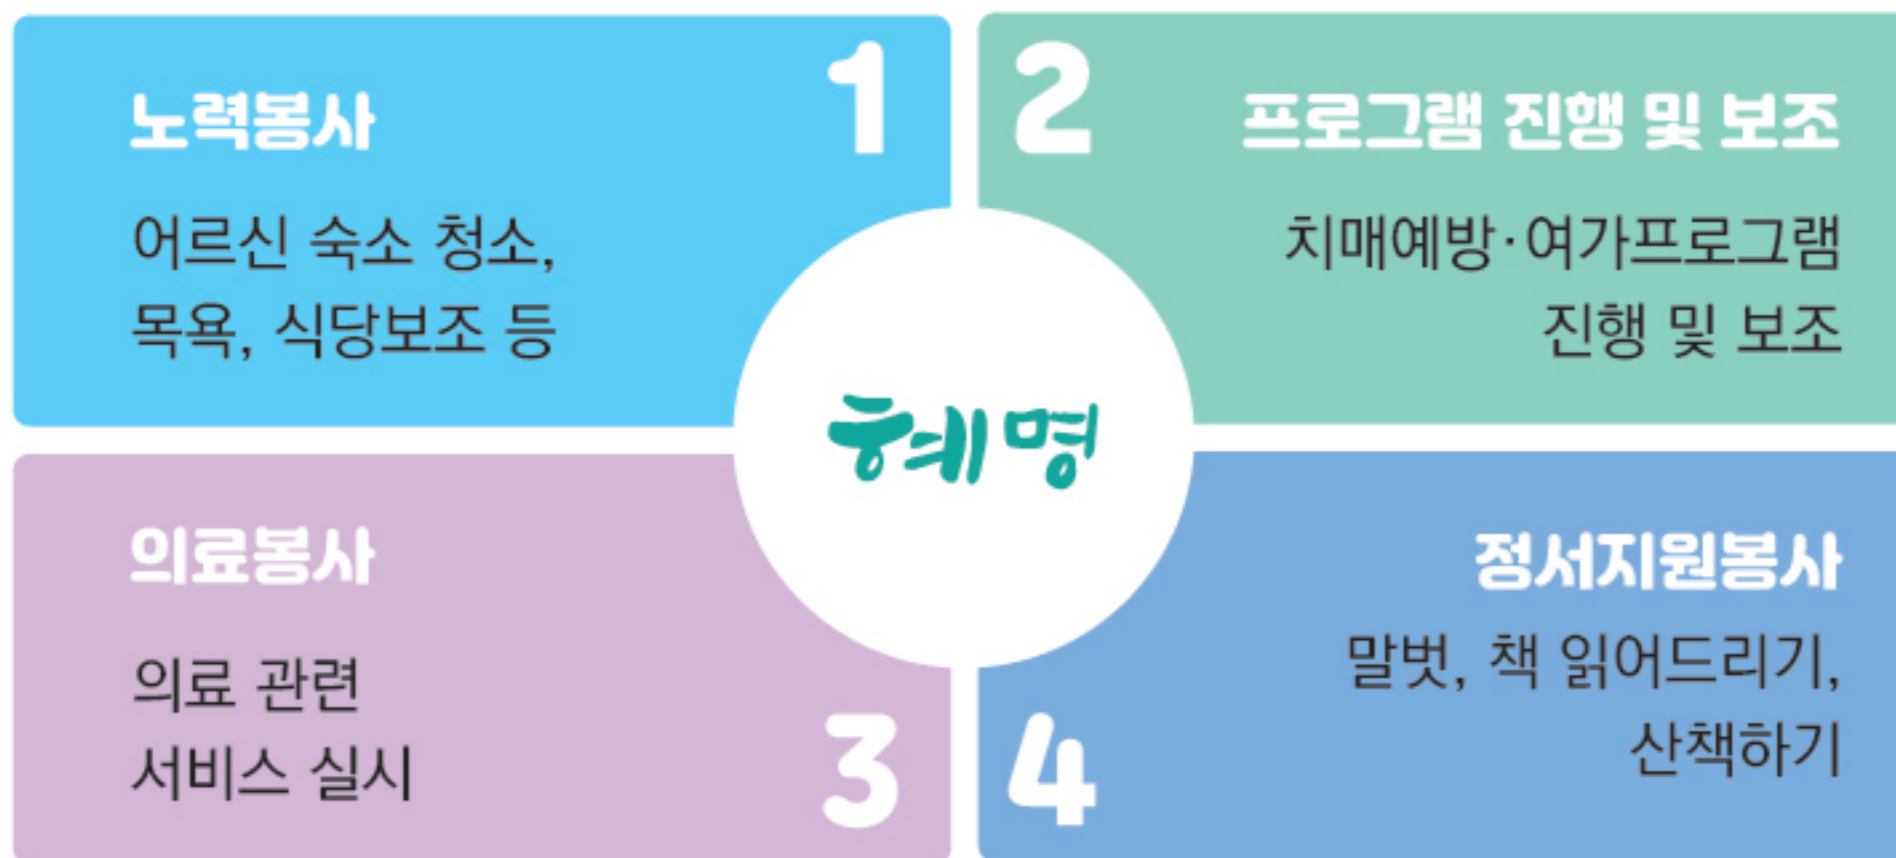 노력봉사
1
어르신 숙소 청소,
목욕, 식당보조 등
2
프로그램 진행 및 보조
치매예방·여가프로그램
진행 및 보조
혜명
의료봉사
의료 관련
서비스 실시
3
정서지원봉사
말벗, 책 읽어드리기,
산책하기
4